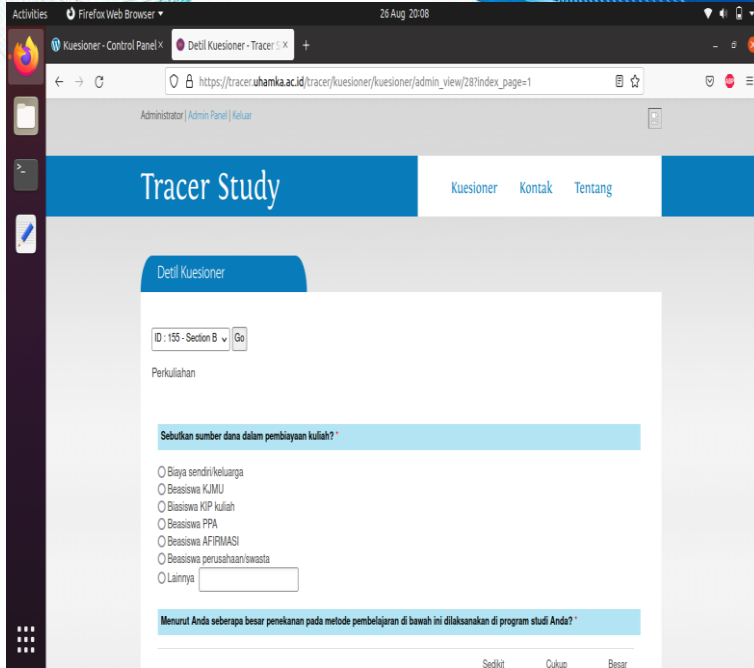 Activities Firefox Web Browser 26 Aug 20:08
Kuesioner - Control Panel Detil Kuesioner - Tracer S
https://tracer.uhamka.ac.id/tracer/kuesioner/kuesioner/admin_view/28?index_page=1
Administrator | Admin Panel | Keluar
Tracer Study
Kuesioner Kontak Tentang
Detil Kuesioner
ID : 155 - Section B Go
Perkuliahan
Sebutkan sumber dana dalam pembiayaan kuliah? *
Biaya sendiri/keluarga
Beasiswa KJMU
Biasiswa KIP kuliah
Beasiswa PPA
Beasiswa AFIRMASI
Beasiswa perusahaan/swasta
Lainnya
Menurut Anda seberapa besar penekanan pada metode pembelajaran di bawah ini dilaksanakan di program studi Anda? *
Sedikit Cukup Besar